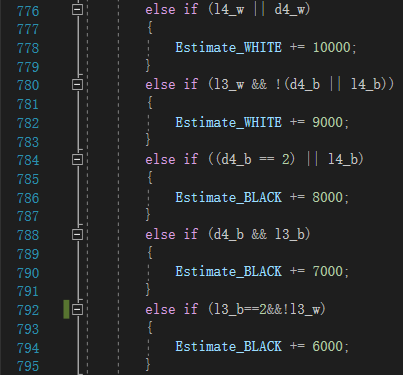 776 else if (l4_w || d4_w)
777 {
778 Estimate_WHITE += 10000;
779 }
780 else if (l3_w && !(d4_b || l4_b))
781 {
782 Estimate_WHITE += 9000;
783 }
784 else if ((d4_b == 2) || l4_b)
785 {
786 Estimate_BLACK += 8000;
787 }
788 else if (d4_b && l3_b)
789 {
790 Estimate_BLACK += 7000;
791 }
792 else if (l3_b==2&&!l3_w)
793 {
794 Estimate_BLACK += 6000;
795 }